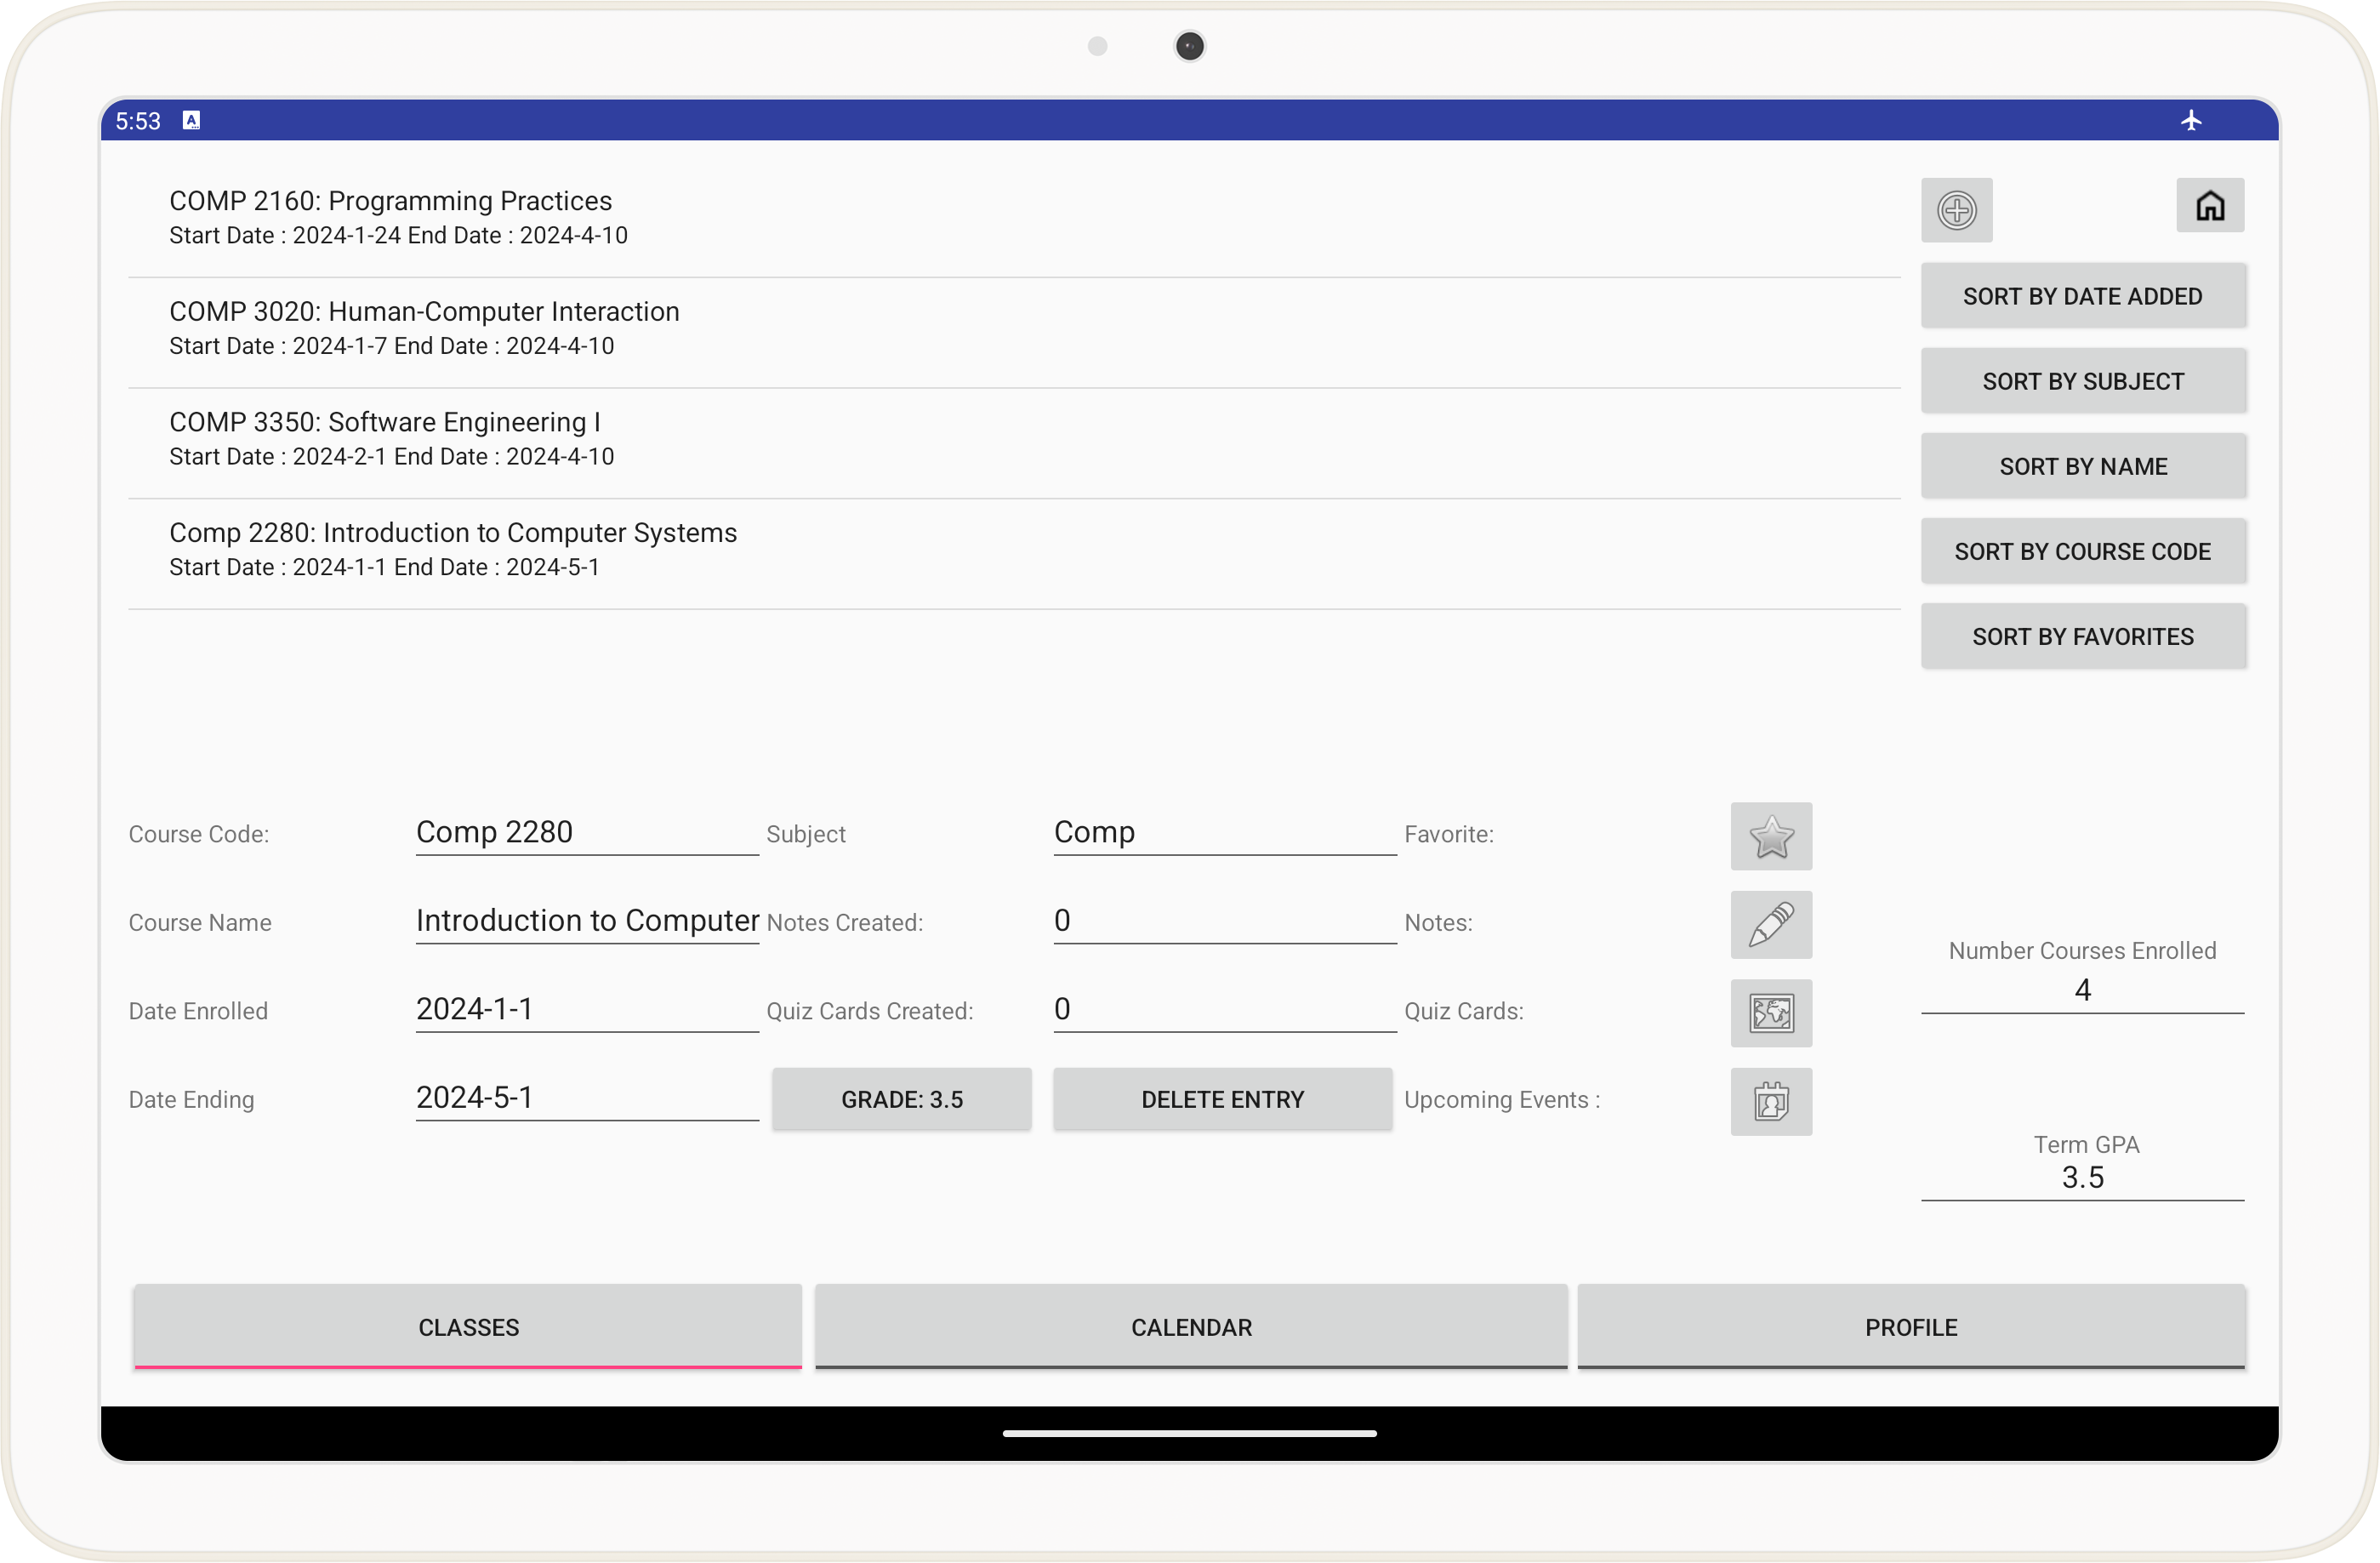 5:53
COMP 2160: Programming Practices
Start Date : 2024-1-24 End Date : 2024-4-10
COMP 3020: Human-Computer Interaction
Start Date : 2024-1-7 End Date : 2024-4-10
COMP 3350: Software Engineering I
Start Date : 2024-2-1 End Date : 2024-4-10
Comp 2280: Introduction to Computer Systems
Start Date : 2024-1-1 End Date : 2024-5-1
SORT BY DATE ADDED
SORT BY SUBJECT
SORT BY NAME
SORT BY COURSE CODE
SORT BY FAVORITES
Course Code: Comp 2280 Subject Comp Favorite:
Course Name Introduction to Computer Notes Created: 0 Notes:
Date Enrolled 2024-1-1 Quiz Cards Created: 0 Quiz Cards:
Date Ending 2024-5-1 GRADE: 3.5 DELETE ENTRY Upcoming Events :
Number Courses Enrolled
4
Term GPA
3.5
CLASSES CALENDAR PROFILE